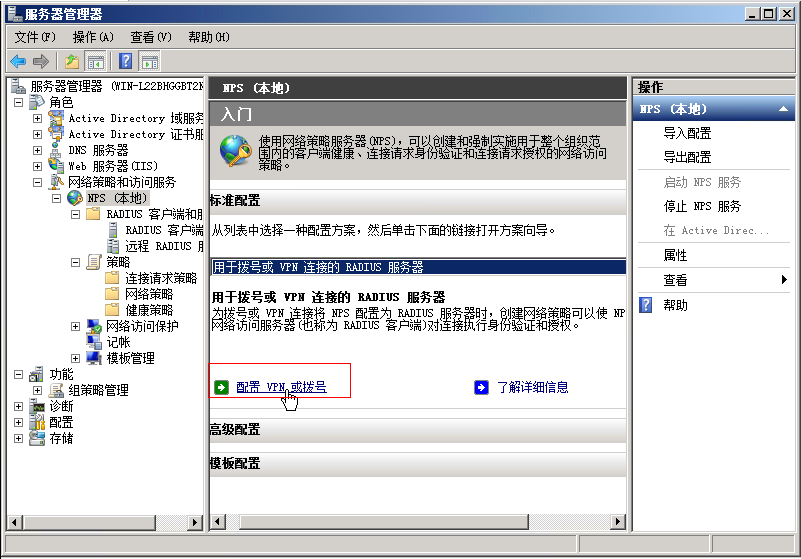 服务器管理器
文件(F) 操作(A) 查看(V) 帮助(H)
服务器管理器 (WIN-L22BHGGBT2N
角色
Active Directory 域服务
Active Directory 证书服
DNS 服务器
Web 服务器(IIS)
网络策略和访问服务
NPS (本地)
RADIUS 客户端和服
RADIUS 客户端
远程 RADIUS 服
策略
连接请求策略
网络策略
健康策略
网络访问保护
记帐
模板管理
功能
组策略管理
诊断
配置
存储
NPS (本地)
入门
使用网络策略服务器(NPS),可以创建和强制实施用于整个组织范
围内的客户端健康、连接请求身份验证和连接请求授权的网络访问
策略。
标准配置
从列表中选择一种配置方案,然后单击下面的链接打开方案向导。
用于拨号或 VPN 连接的 RADIUS 服务器
用于拨号或 VPN 连接的 RADIUS 服务器
为拨号或 VPN 连接将 NPS 配置为 RADIUS 服务器时,创建网络策略可以使 NP
网络访问服务器(也称为 RADIUS 客户端)对连接执行身份验证和授权。
配置 VPN 或拨号
了解详细信息
高级配置
模板配置
操作
NPS (本地)
导入配置
导出配置
启动 NPS 服务
停止 NPS 服务
在 Active Direc...
属性
查看
帮助